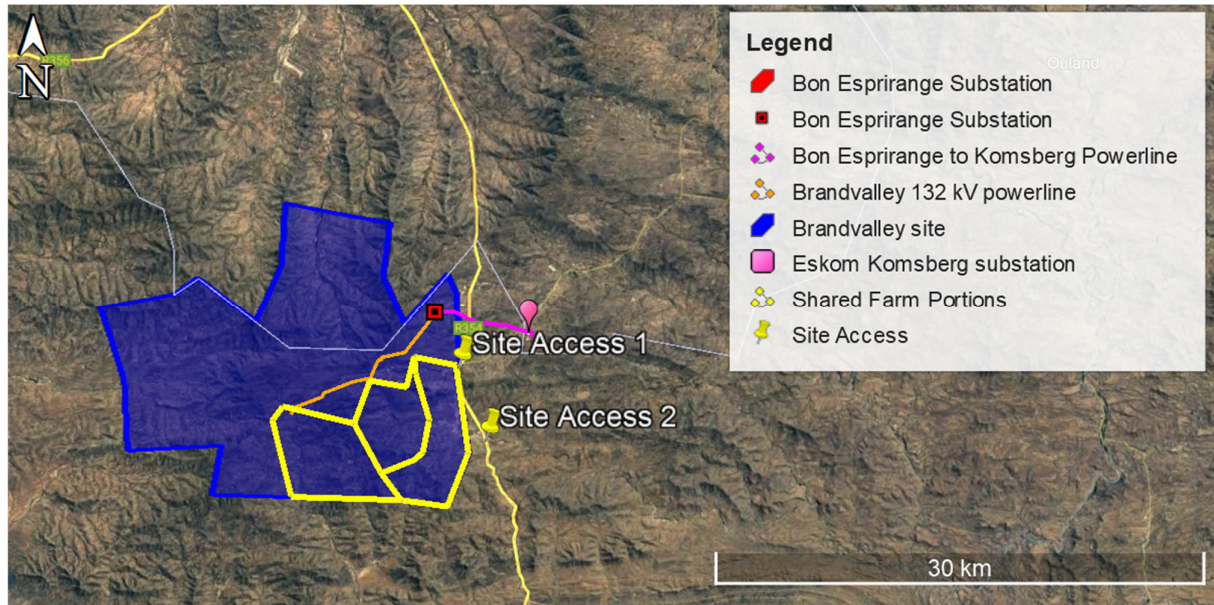 N
R356
Legend
Bon Esprirange Substation
Bon Esprirange Substation
Bon Esprirange to Komsberg Powerline
Brandvalley 132 kV powerline
Brandvalley site
Eskom Komsberg substation
Shared Farm Portions
Site Access
Ouland
R354
Site Access 1
Site Access 2
30 km